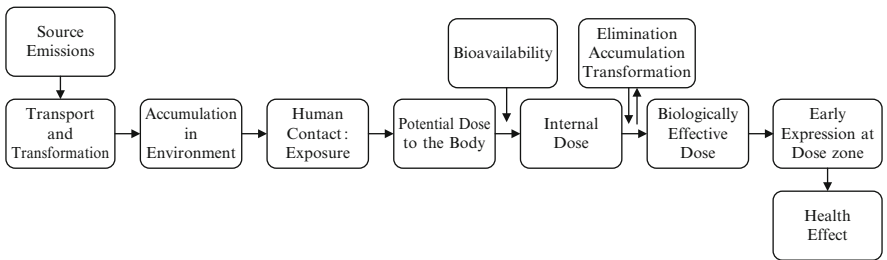 Source
Emissions
Transport
and
Transformation
Accumulation
in
Environment
Human
Contact:
Exposure
Potential Dose
to the Body
Bioavailability
Internal
Dose
Elimination
Accumulation
Transformation
Biologically
Effective
Dose
Early
Expression at
Dose zone
Health
Effect